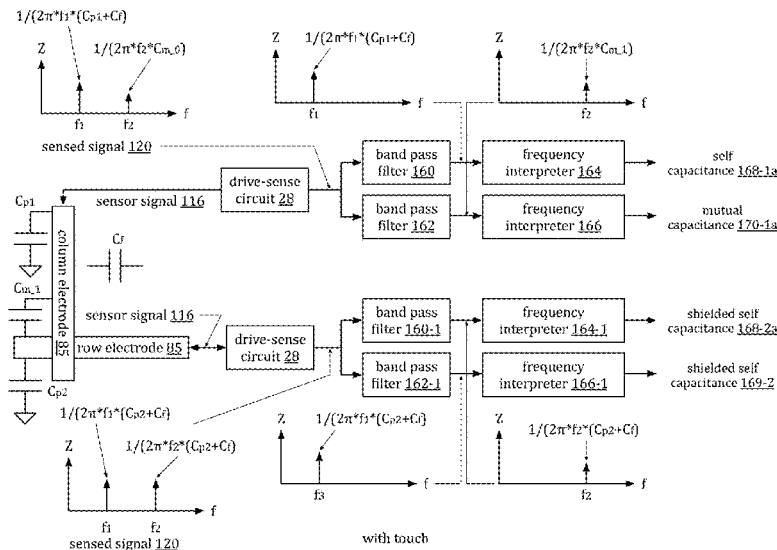 1/(2π*f1*(Cp1+Cf)
1/(2π*f2*Cm_0)
Z
f1
f2
f
sensed signal 120
1/(2π*f1*(Cp1+Cf)
Z
f1
f
1/(2π*f2*Cm_1)
Z
f2
f
band pass
filter 160
frequency
interpreter 164
self
capacitance 168-1a
drive-sense
circuit 28
sensor signal 116
band pass
filter 162
frequency
interpreter 166
mutual
capacitance 170-1a
Cp1
column electrode 85
Cf
Cm_1
sensor signal 116
row electrode 85
drive-sense
circuit 28
band pass
filter 160-1
frequency
interpreter 164-1
shielded self
capacitance 168-2a
band pass
filter 162-1
frequency
interpreter 166-1
shielded self
capacitance 169-2
Cp2
1/(2π*f1*(Cp2+Cf)
1/(2π*f2*(Cp2+Cf)
Z
f1
f2
f
sensed signal 120
1/(2π*f1*(Cp2+Cf)
Z
f3
f
1/(2π*f2*(Cp2+Cf)
Z
f2
f
with touch